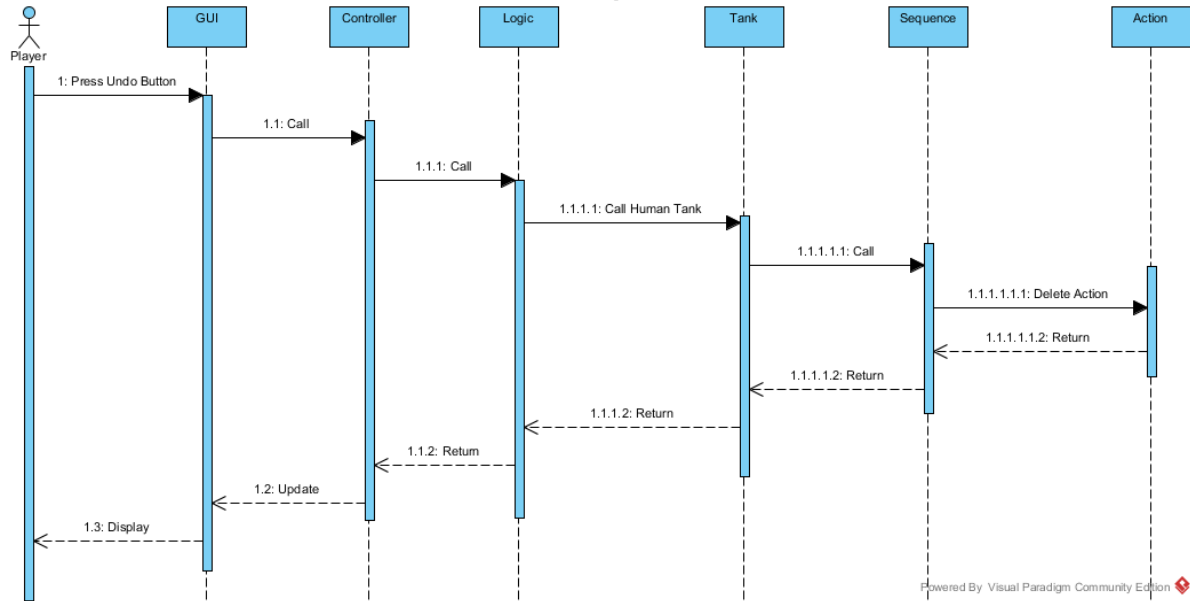 GUI
Controller
Logic
Tank
Sequence
Action
Player
1: Press Undo Button
1.1: Call
1.1.1: Call
1.1.1.1: Call Human Tank
1.1.1.1.1: Call
1.1.1.1.1.1: Delete Action
1.1.1.1.1.2: Return
1.1.1.1.2: Return
1.1.1.2: Return
1.1.2: Return
1.2: Update
1.3: Display
Powered By Visual Paradigm Community Edition